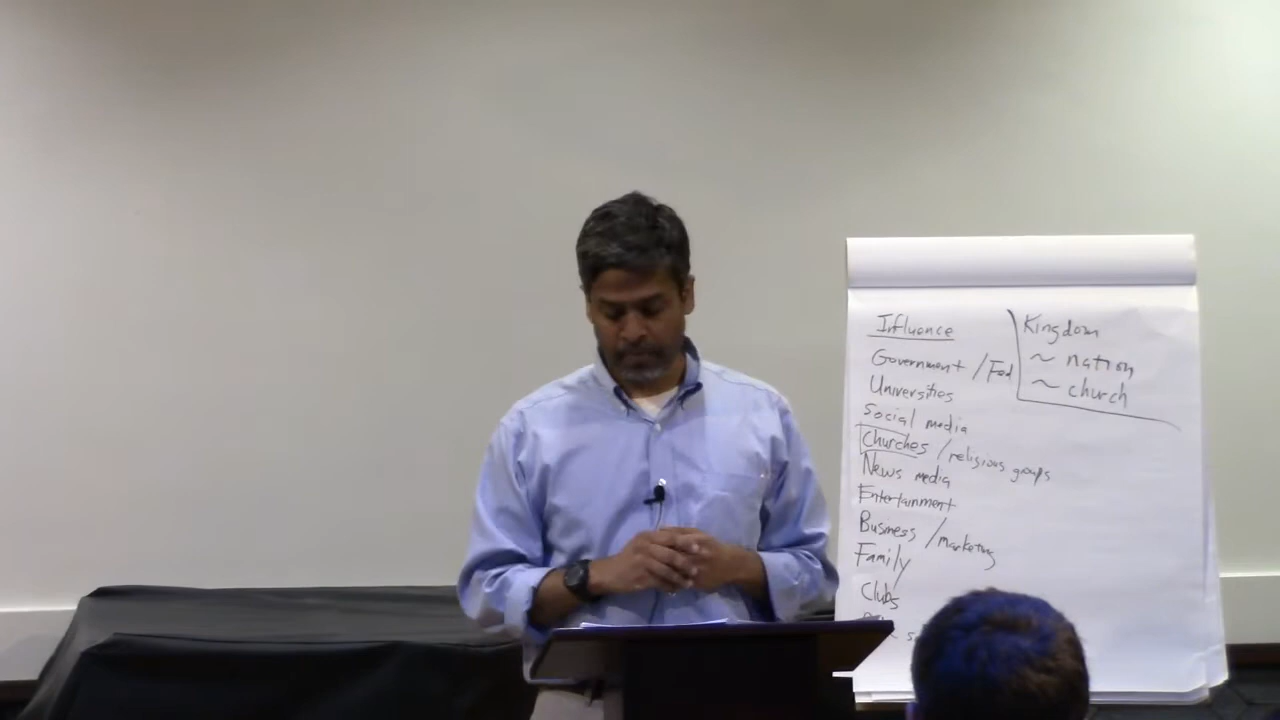 Influence
Government / Fed
Universities
Social media
Churches / religious groups
News media
Entertainment
Business / marketing
Family
Clubs
Kingdom
~ nation
~ church